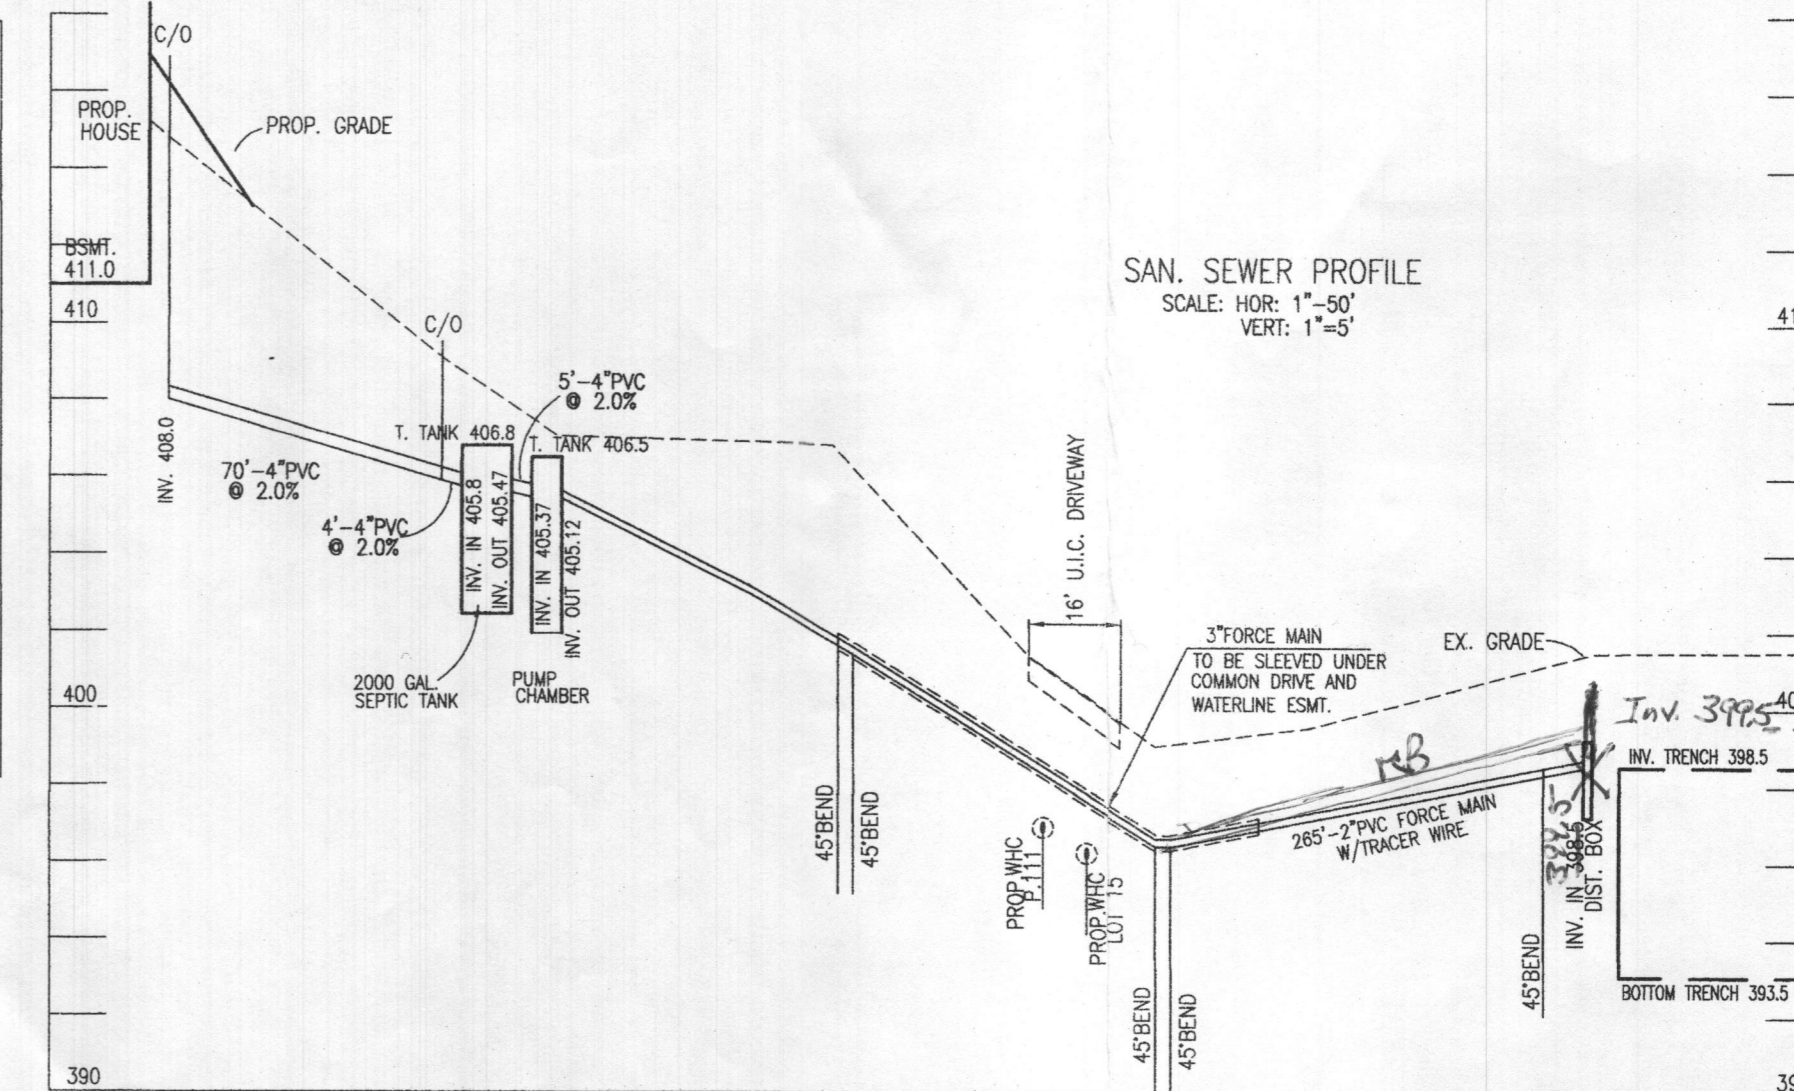 C/O
PROP.
HOUSE
PROP. GRADE
BSMT.
411.0
410
SAN. SEWER PROFILE
SCALE: HOR: 1"-50'
VERT: 1"=5'
41
C/O
5'-4"PVC
@ 2.0%
T. TANK 406.8
T. TANK 406.5
INV. 408.0
70'-4"PVC
@ 2.0%
4'-4"PVC
@ 2.0%
INV. IN 405.8
INV. OUT 405.47
INV. IN 405.37
INV. OUT 405.12
16' U.I.C. DRIVEWAY
3"FORCE MAIN
TO BE SLEEVED UNDER
COMMON DRIVE AND
WATERLINE ESMT.
EX. GRADE
400
2000 GAL.
SEPTIC TANK
PUMP
CHAMBER
Inv. 399.5
40
INV. TRENCH 398.5
MB
265'-2"PVC FORCE MAIN
W/TRACER WIRE
45°BEND
45°BEND
PROP.WHC
P.111
PROP.WHC
LOT 15
399.5
INV. IN 398.5
DIST. BOX
45°BEND
45°BEND
45°BEND
BOTTOM TRENCH 393.5
390
39